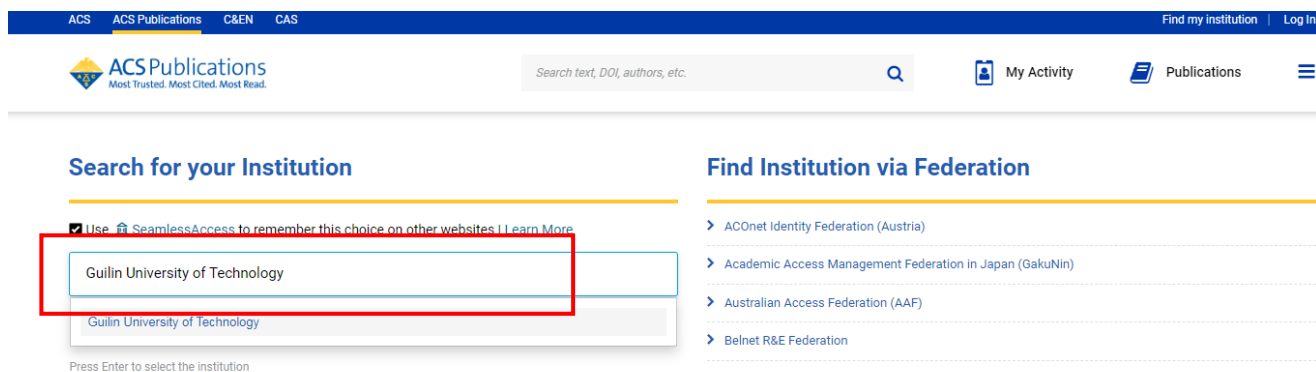 ACS ACS Publications C&EN CAS Find my institution | Log In
ACS Publications
Most Trusted. Most Cited. Most Read.
Search text, DOI, authors, etc.
My Activity
Publications
Search for your Institution
Use SeamlessAccess to remember this choice on other websites | Learn More
Guilin University of Technology
Guilin University of Technology
Press Enter to select the institution
Find Institution via Federation
ACOnet Identity Federation (Austria)
Academic Access Management Federation in Japan (GakuNin)
Australian Access Federation (AAF)
Belnet R&E Federation